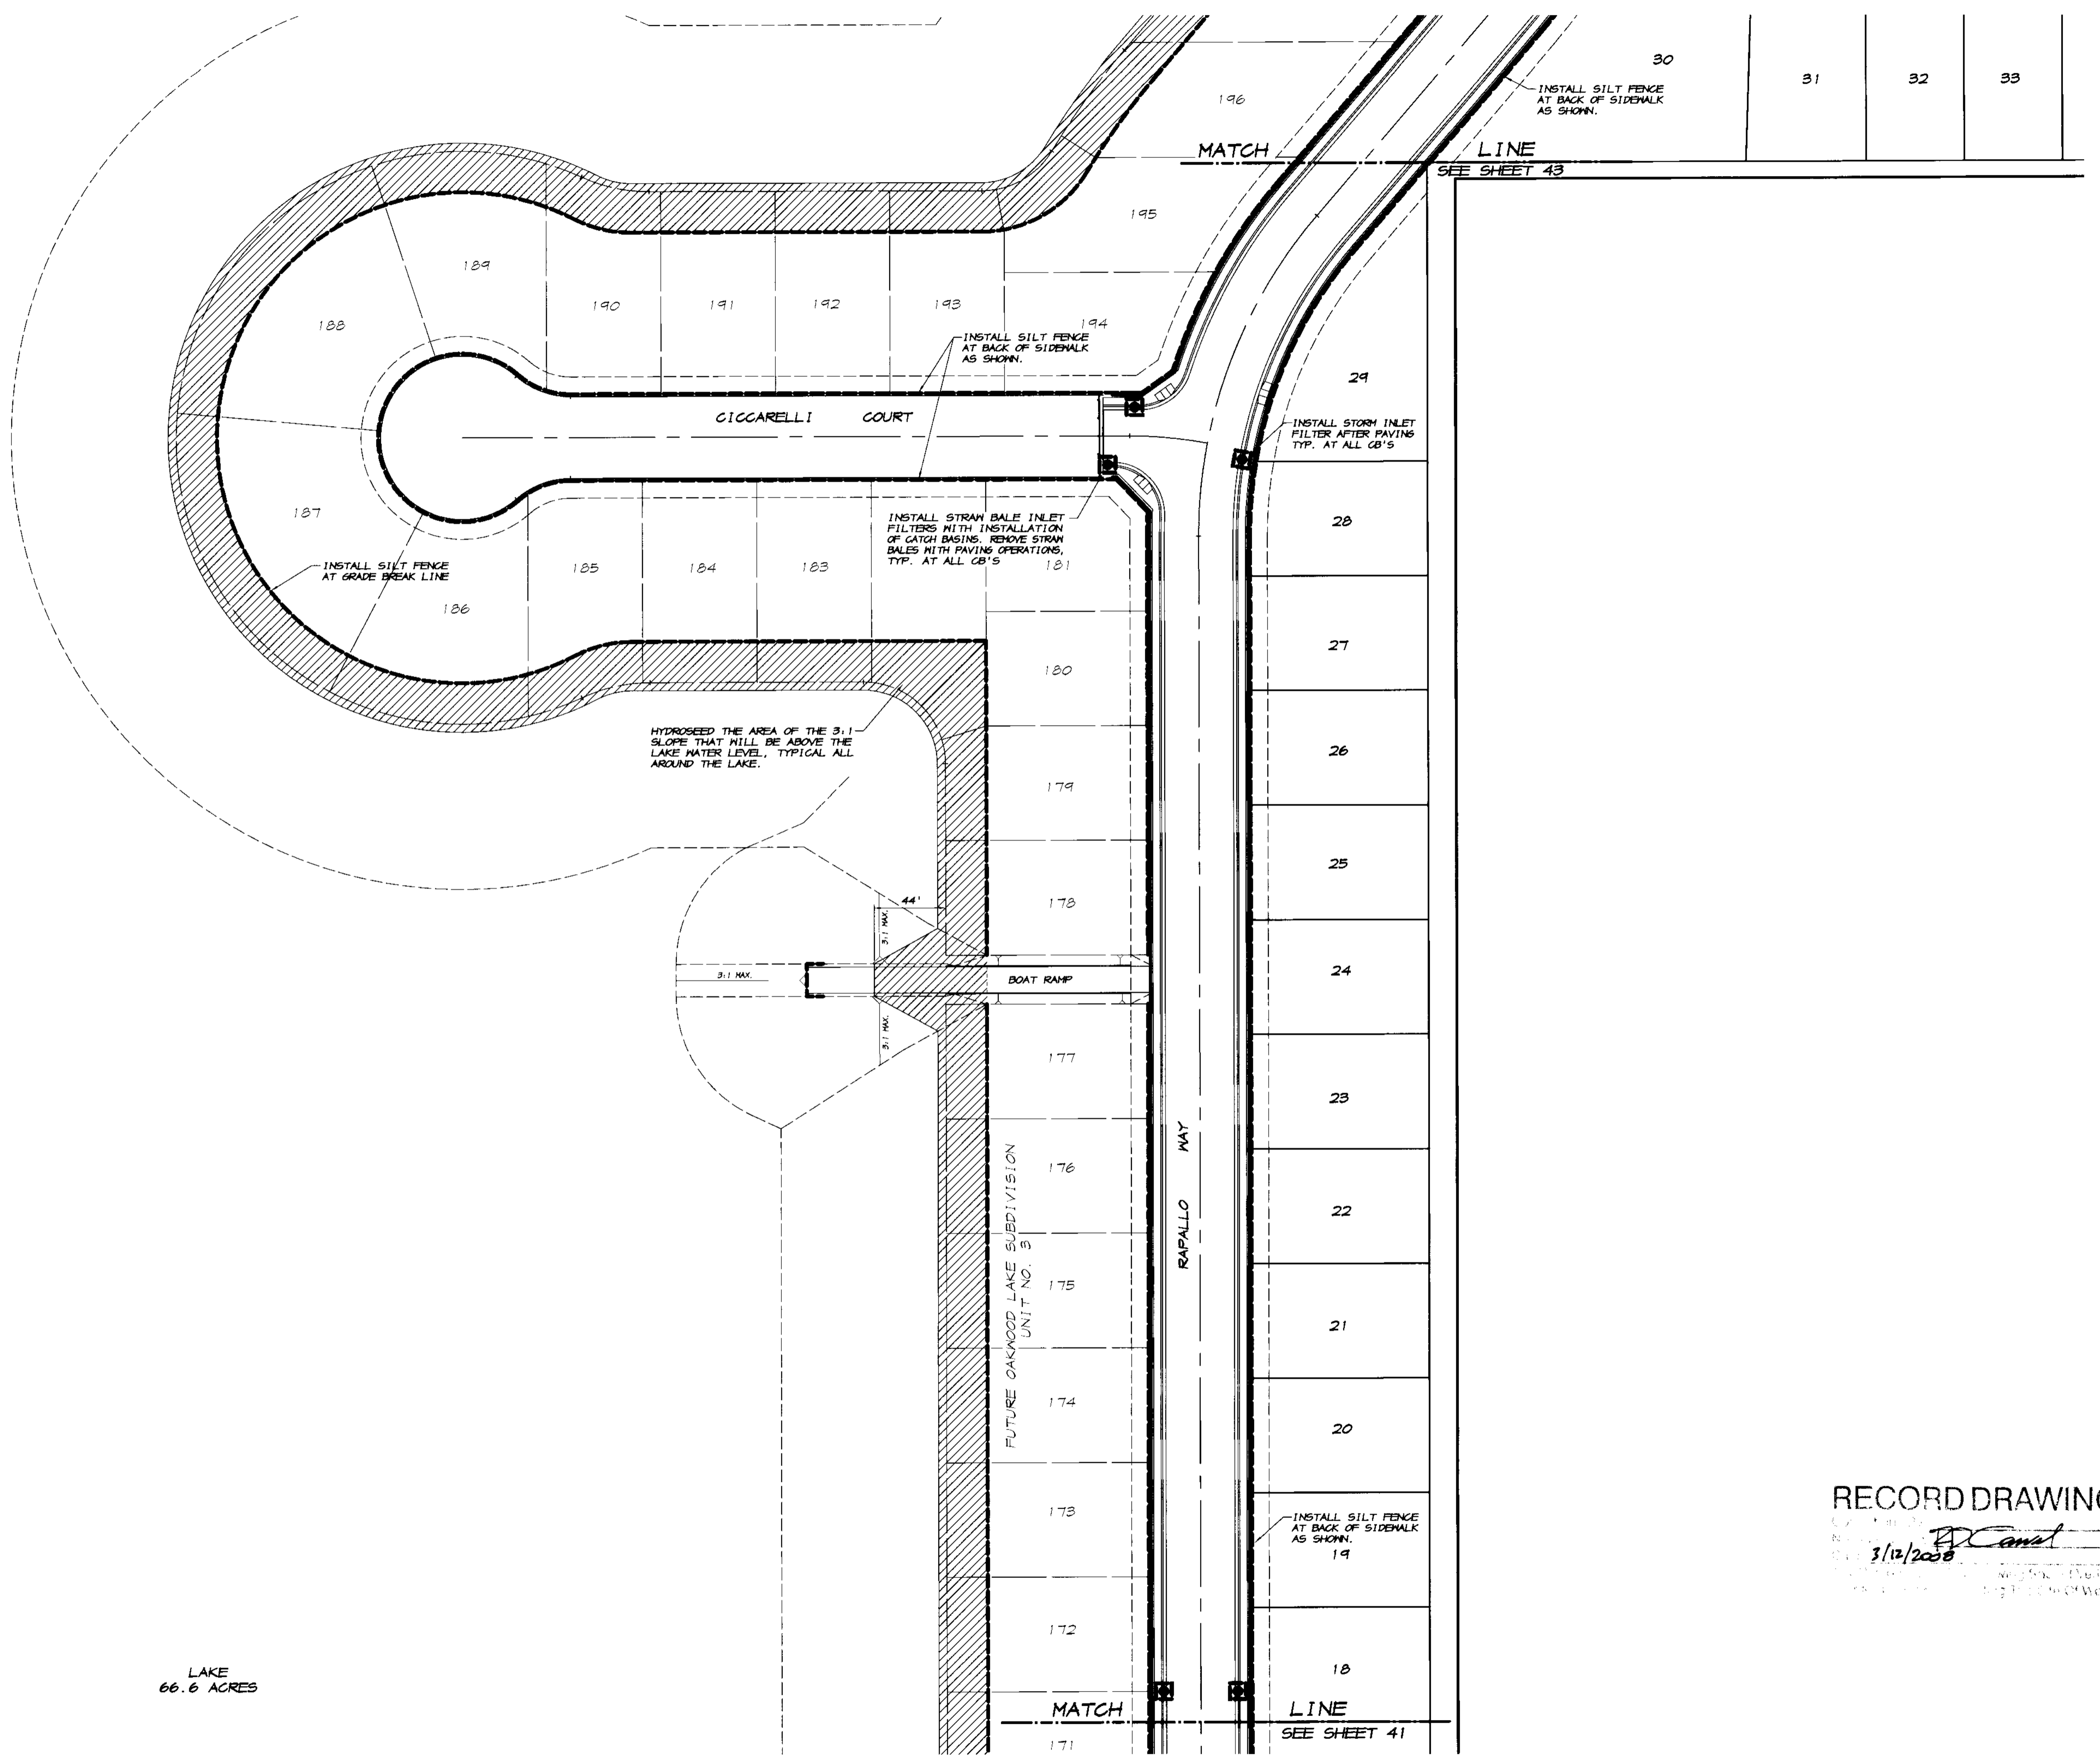 30
31
32
33
INSTALL SILT FENCE
AT BACK OF SIDEWALK
AS SHOWN.
196
MATCH LINE
SEE SHEET 43
195
189
188
190
191
192
193
194
INSTALL SILT FENCE
AT BACK OF SIDEWALK
AS SHOWN.
29
CICCARELLI COURT
INSTALL STORM INLET
FILTER AFTER PAVING
TYP. AT ALL CB'S
187
INSTALL STRAW BALE INLET
FILTERS WITH INSTALLATION
OF CATCH BASINS. REMOVE STRAW
BALES WITH PAVING OPERATIONS,
TYP. AT ALL CB'S
28
INSTALL SILT FENCE
AT GRADE BREAK LINE
185
184
183
181
186
27
180
HYDROSEED THE AREA OF THE 3:1
SLOPE THAT WILL BE ABOVE THE
LAKE WATER LEVEL, TYPICAL ALL
AROUND THE LAKE.
26
179
25
44'
178
3:1 MAX.
3:1 MAX.
BOAT RAMP
24
3:1 MAX.
177
23
176
FUTURE OAKWOOD LAKE SUBDIVISION
UNIT NO. 3
RAPALLO WAY
22
175
21
174
20
173
INSTALL SILT FENCE
AT BACK OF SIDEWALK
AS SHOWN.
19
RECORD DRAWING
3/12/2008
172
18
LAKE
66.6 ACRES
MATCH LINE
SEE SHEET 41
171